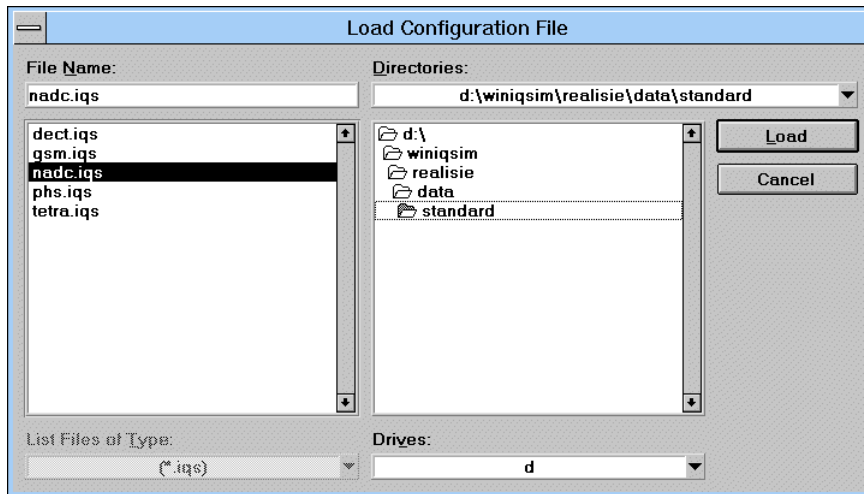 Load Configuration File
File Name:
nadc.iqs
dect.iqs
gsm.iqs
nadc.iqs
phs.iqs
tetra.iqs
List Files of Type:
(*.iqs)
Directories:
d:\winiqsim\realisie\data\standard
d:\
winiqsim
realisie
data
standard
Drives:
d
Load
Cancel